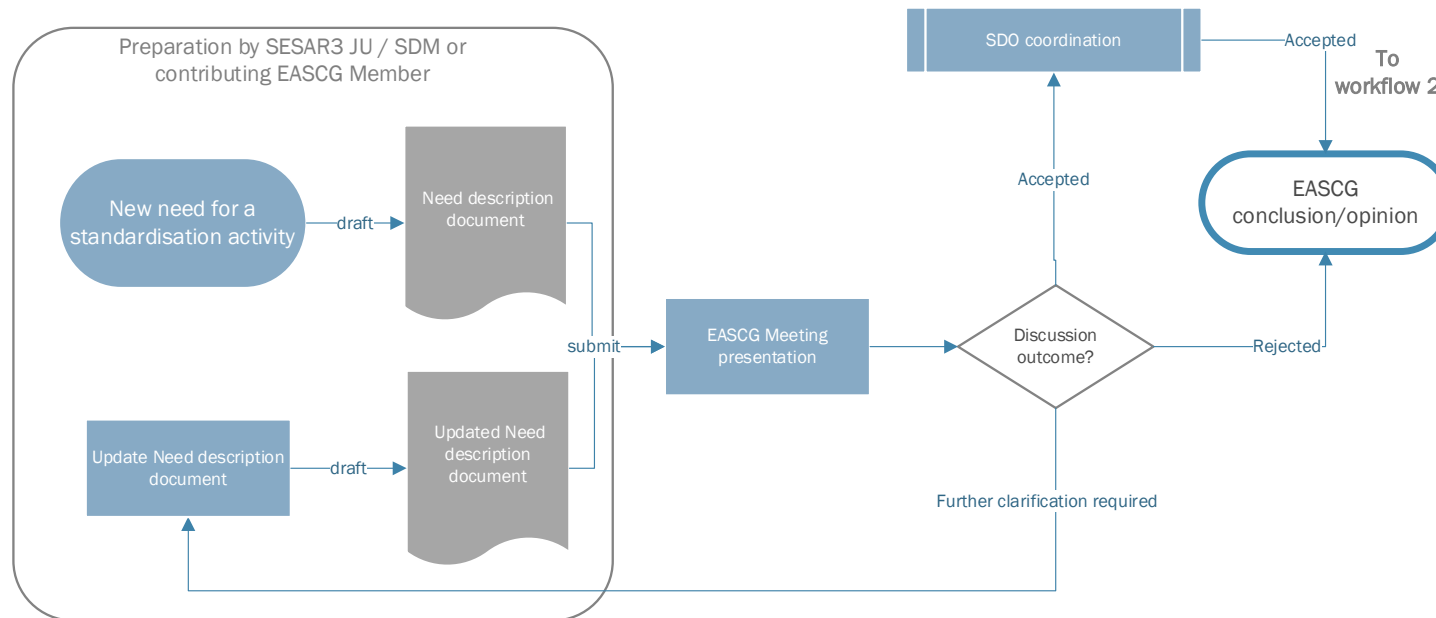 Preparation by SESAR3 JU / SDM or
contributing EASCG Member
New need for a
standardisation activity
draft
Need description
document
Update Need description
document
draft
Updated Need
description
document
submit
EASCG Meeting
presentation
Discussion
outcome?
Accepted
SDO coordination
Accepted
To
workflow 2
EASCG
conclusion/opinion
Rejected
Further clarification required